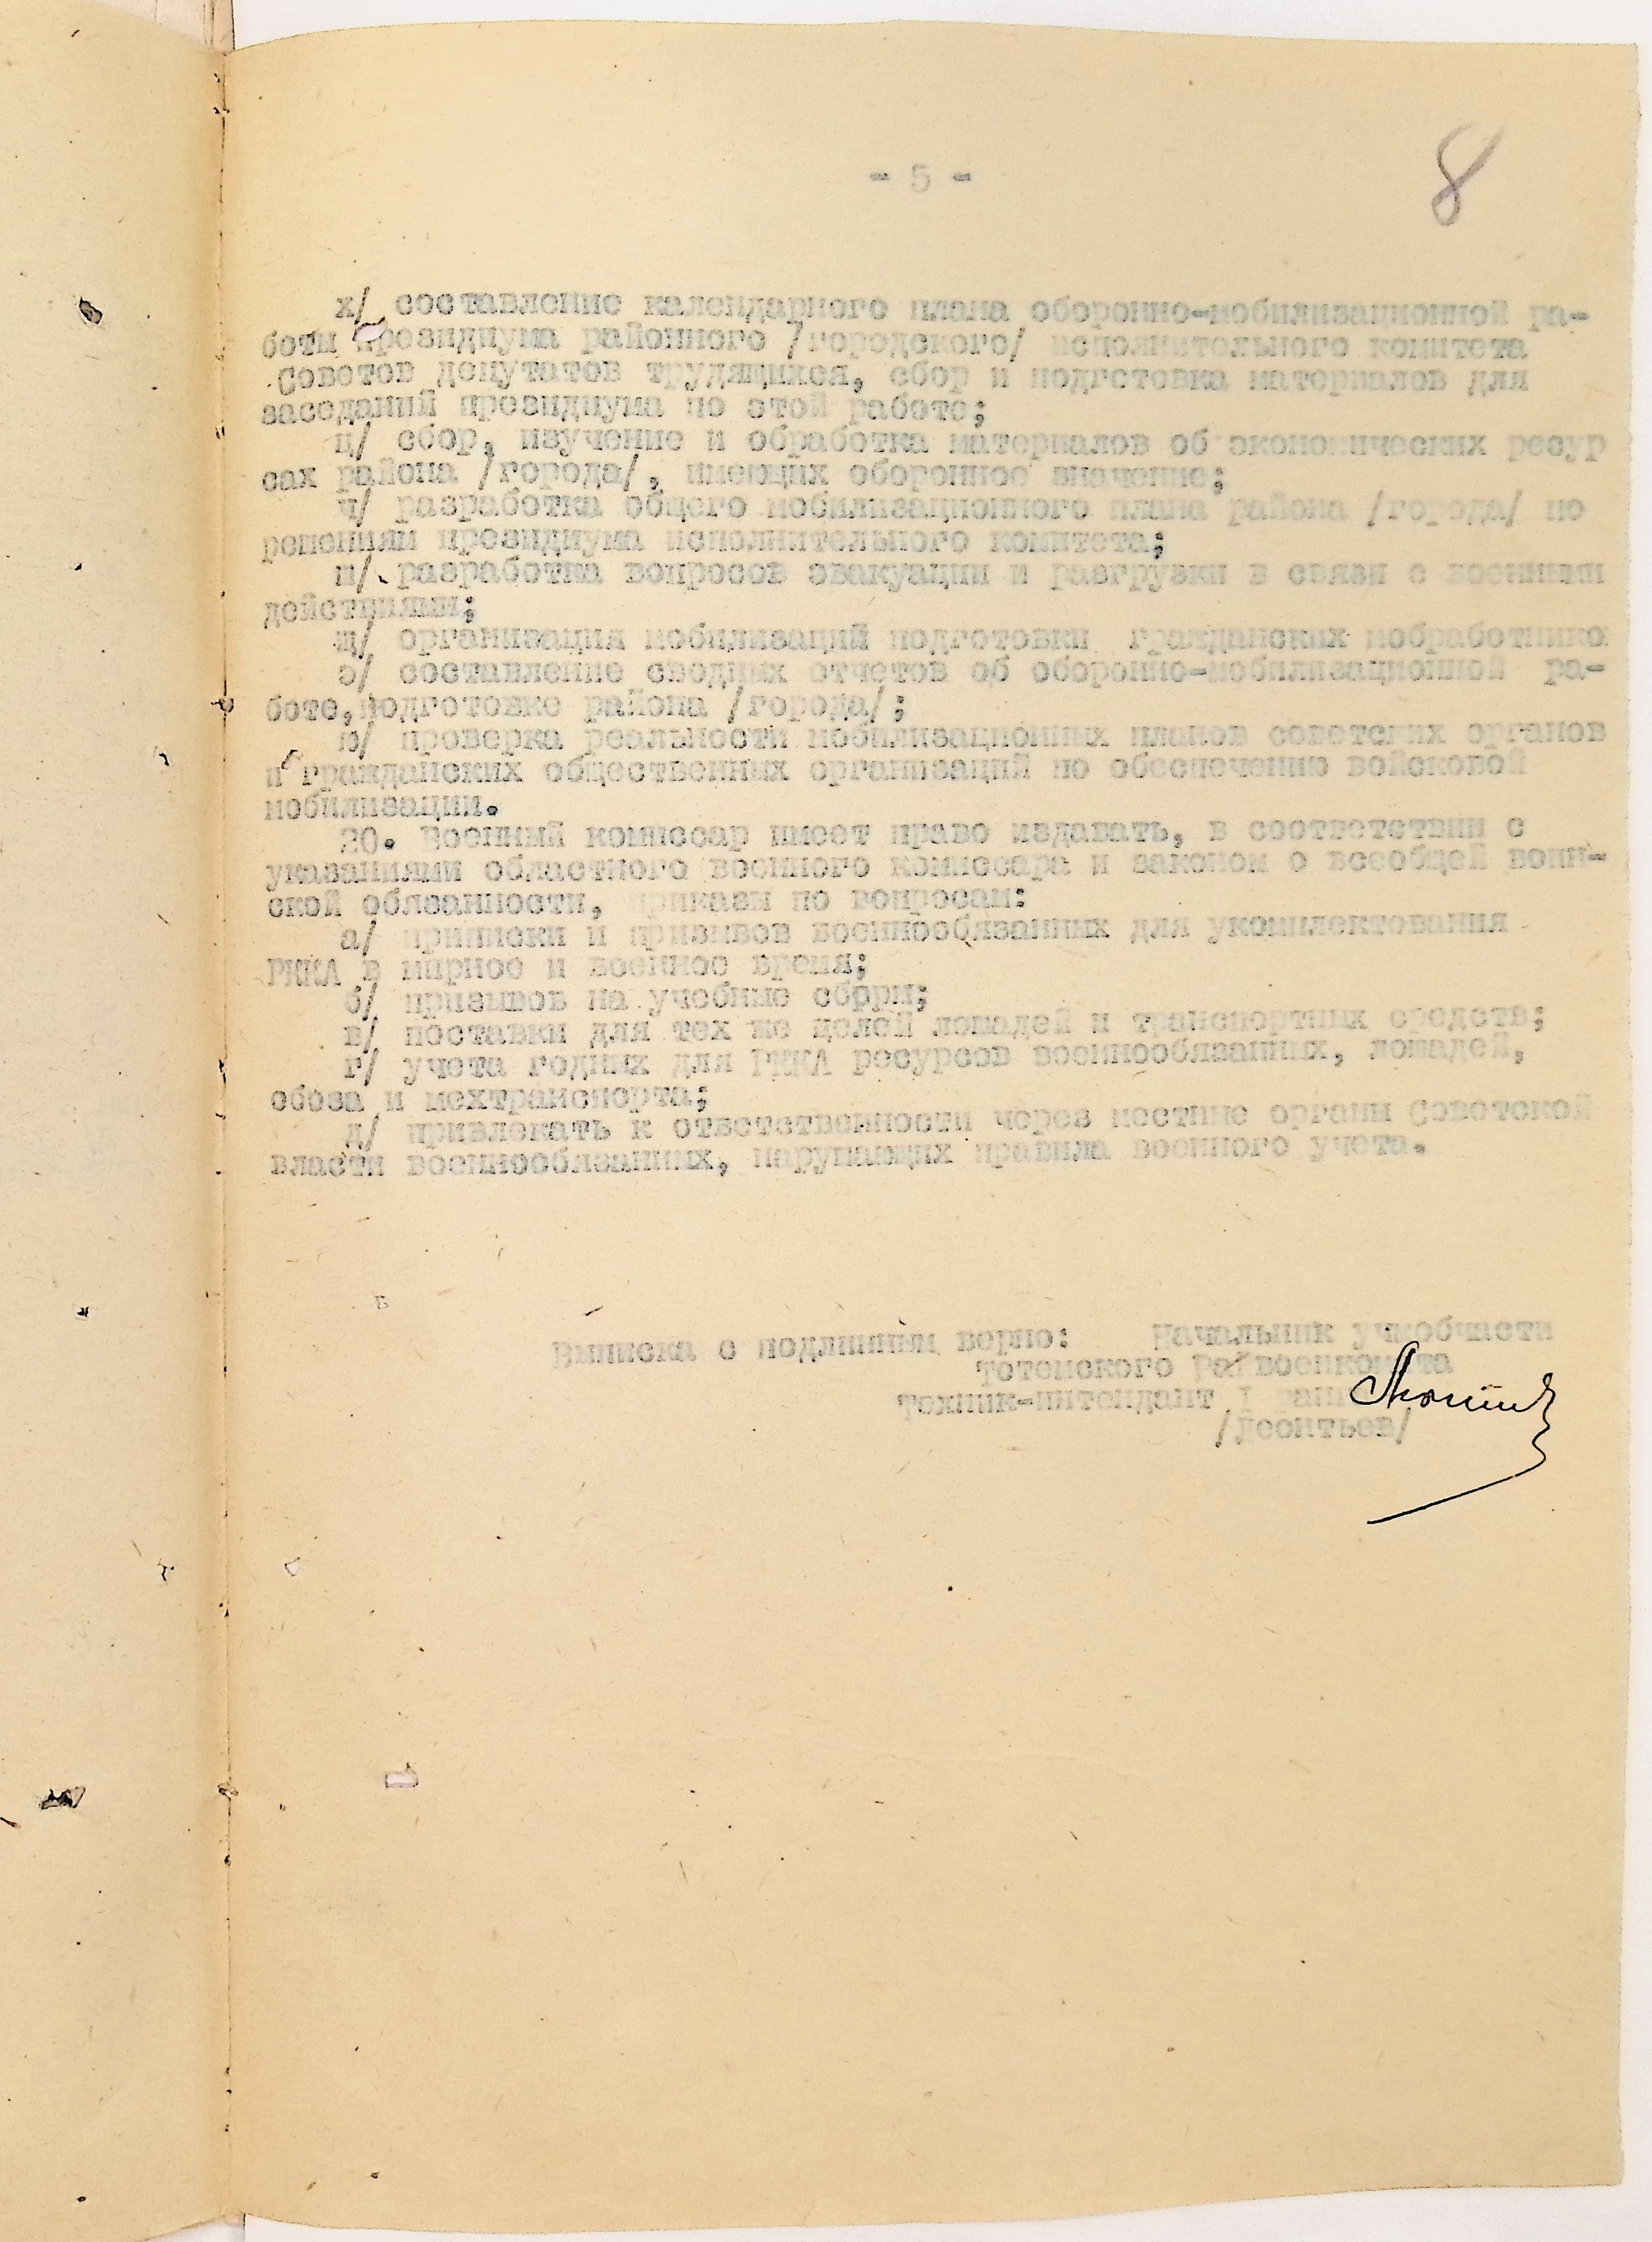 - 5 -
8
х/ составление календарного плана оборонно-мобилизационной ра-
боты президиума районного /городского/ исполнительного комитета
Советов депутатов трудящихся, сбор и подготовка материалов для
заседаний президиума по этой работе;
ц/ сбор, изучение и обработка материалов об экономических ресур
сах района /города/, имеющих оборонное значение;
ч/ разработка общего мобилизационного плана района /города/ по
решениям президиума исполнительного комитета;
ш/ разработка вопросов эвакуации и разгрузки в связи с военными
действиями;
щ/ организация мобилизаций подготовки гражданских мобработников
э/ составление сводных отчетов об оборонно-мобилизационной ра-
боте, подготовке района /города/;
ю/ проверка реальности мобилизационных планов советских органов
и гражданских общественных организаций по обеспечению войсковой
мобилизации.
20. Военный комиссар имеет право издавать, в соответствии с
указаниями областного военного комиссара и законом о всеобщей воин-
ской обязанности, приказы по вопросам:
а/ приписки и призывов военнообязанных для укомплектования
РККА в мирное и военное время;
б/ призывов на учебные сборы;
в/ поставки для тех же целей лошадей и транспортных средств;
г/ учета годных для РККА ресурсов военнообязанных, лошадей,
обоза и мехтранспорта;
д/ привлекать к ответственности через местные органы Советской
власти военнообязанных, нарушающих правила военного учета.
Выписка с подлинным верно: Начальник учмобчасти
Тотемского Райвоенкомата
Техник-интендант I ранга
/Леонтьев/